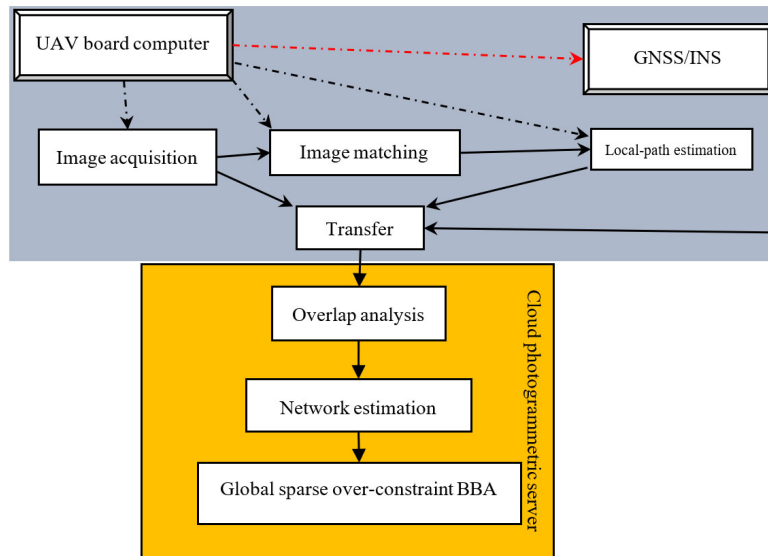 UAV board computer
GNSS/INS
Image acquisition
Image matching
Local-path estimation
Transfer
Overlap analysis
Network estimation
Global sparse over-constraint BBA
Cloud photogrammetric server